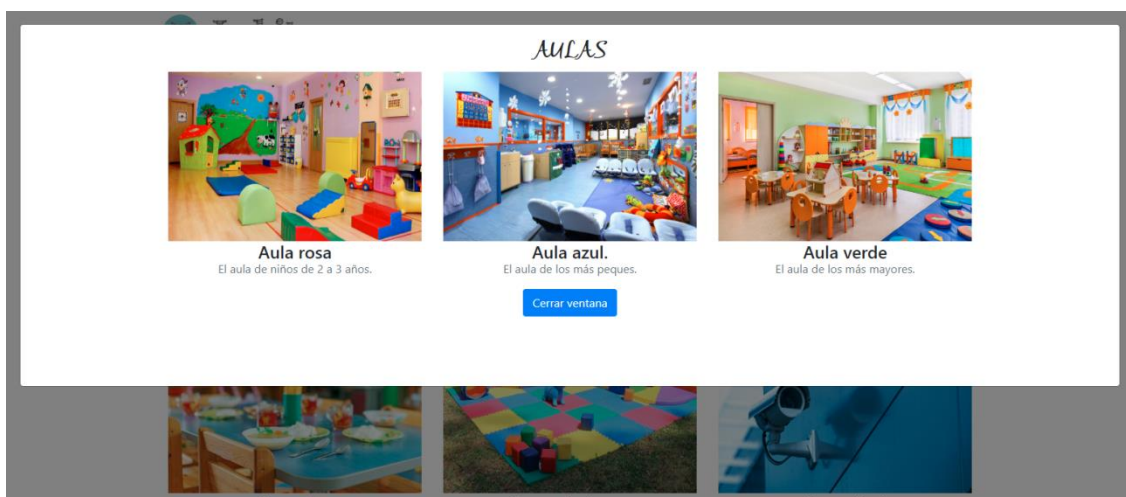 AULAS
Aula rosa
El aula de niños de 2 a 3 años.
Aula azul.
El aula de los más peques.
Aula verde
El aula de los más mayores.
Cerrar ventana